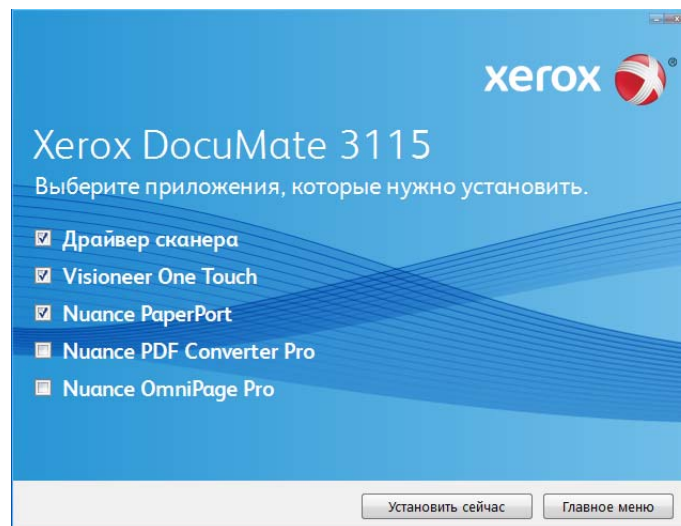 xerox
Xerox DocuMate 3115
Выберите приложения, которые нужно установить.
Драйвер сканера
Visioneer One Touch
Nuance PaperPort
Nuance PDF Converter Pro
Nuance OmniPage Pro
Установить сейчас
Главное меню